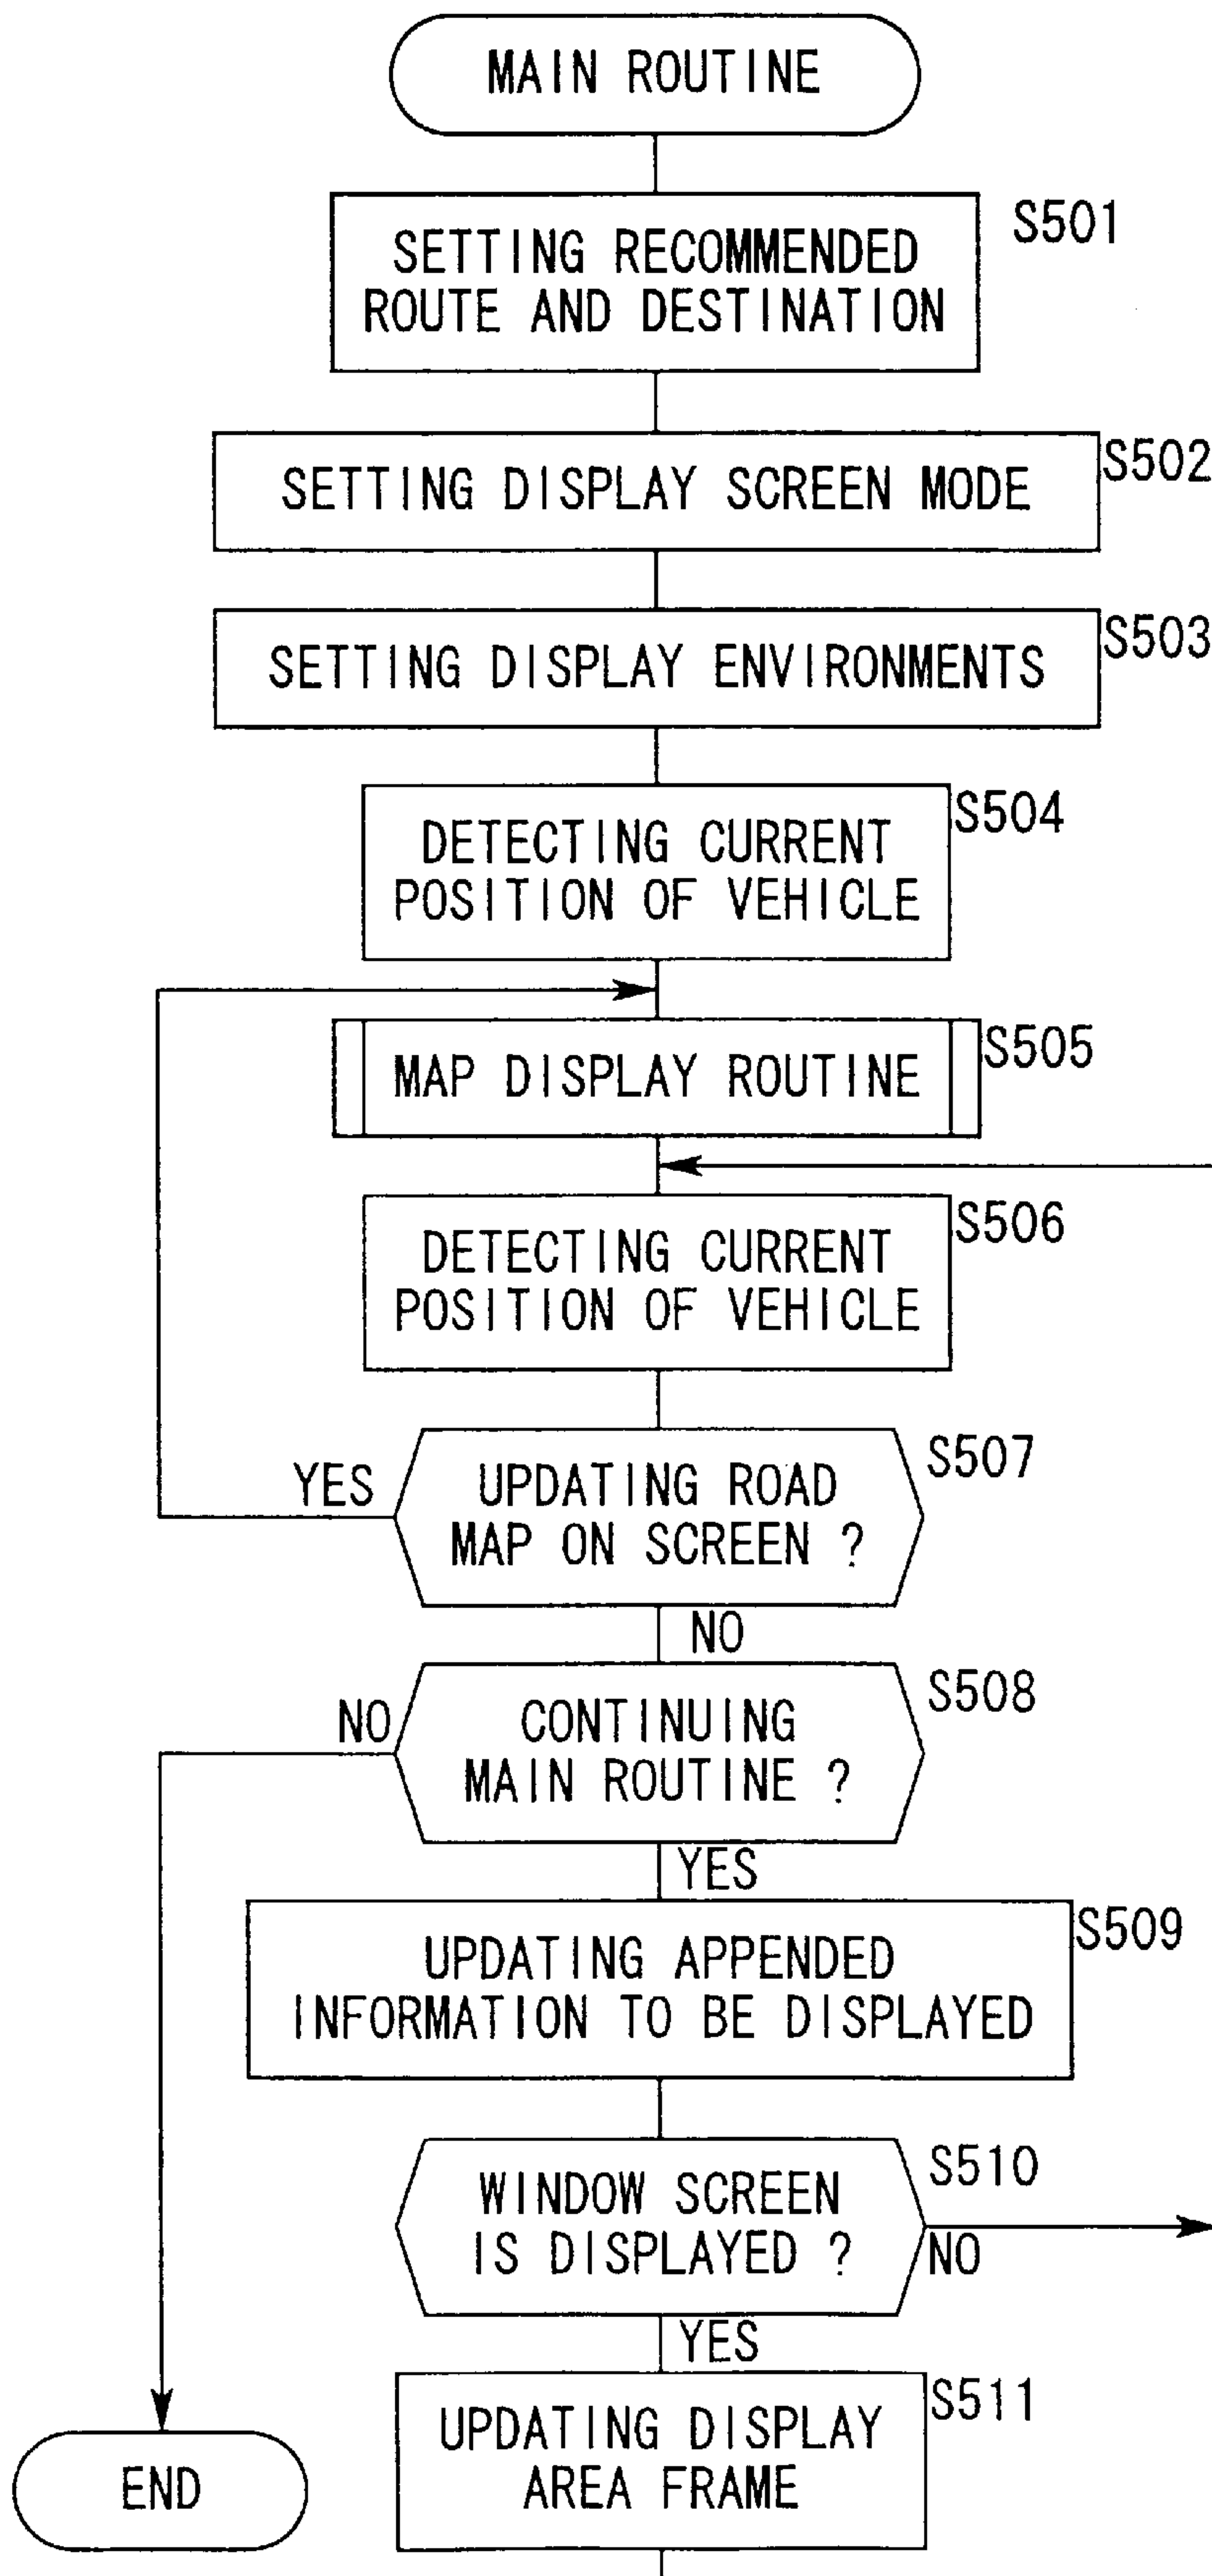 MAIN ROUTINE
S501
SETTING RECOMMENDED
ROUTE AND DESTINATION
S502
SETTING DISPLAY SCREEN MODE
S503
SETTING DISPLAY ENVIRONMENTS
S504
DETECTING CURRENT
POSITION OF VEHICLE
S505
MAP DISPLAY ROUTINE
S506
DETECTING CURRENT
POSITION OF VEHICLE
S507
YES
UPDATING ROAD
MAP ON SCREEN ?
NO
S508
NO
CONTINUING
MAIN ROUTINE ?
YES
S509
UPDATING APPENDED
INFORMATION TO BE DISPLAYED
S510
WINDOW SCREEN
IS DISPLAYED ?
NO
YES
S511
UPDATING DISPLAY
AREA FRAME
END